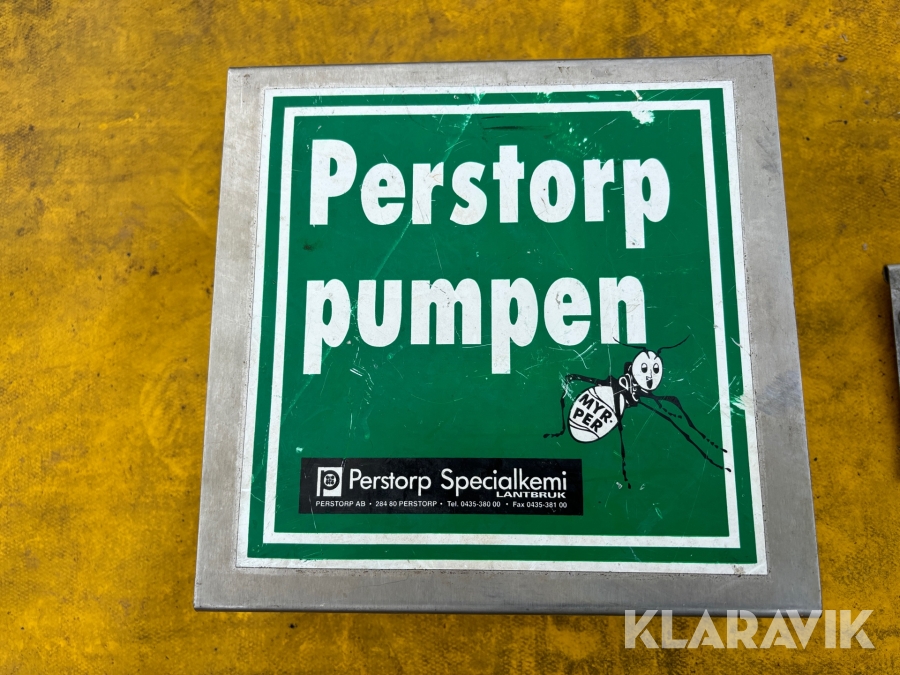 Perstorp
pumpen
MYR-
PER
Perstorp Specialkemi
LANTBRUK
PERSTORP AB • 284 80 PERSTORP • Tel. 0435-380 00 • Fax 0435-381 00
KLARAVIK